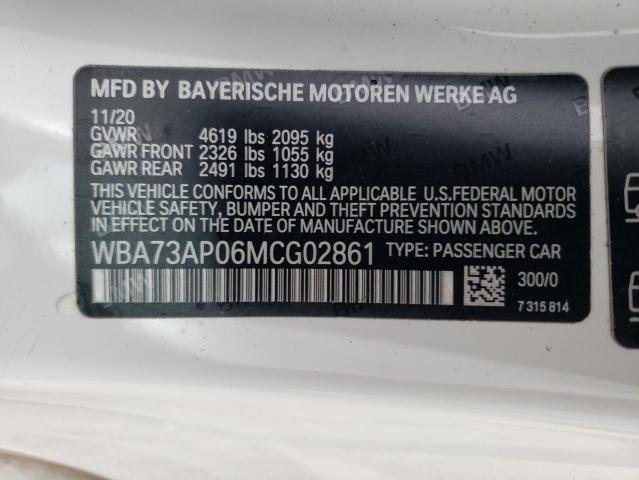 MFD BY BAYERISCHE MOTOREN WERKE AG
11/20
GVWR 4619 lbs 2095 kg
GAWR FRONT 2326 lbs 1055 kg
GAWR REAR 2491 lbs 1130 kg
THIS VEHICLE CONFORMS TO ALL APPLICABLE U.S.FEDERAL MOTOR
VEHICLE SAFETY, BUMPER AND THEFT PREVENTION STANDARDS
IN EFFECT ON THE DATE OF MANUFACTURE SHOWN ABOVE.
WBA73AP06MCG02861 TYPE: PASSENGER CAR
300/0
7 315 814